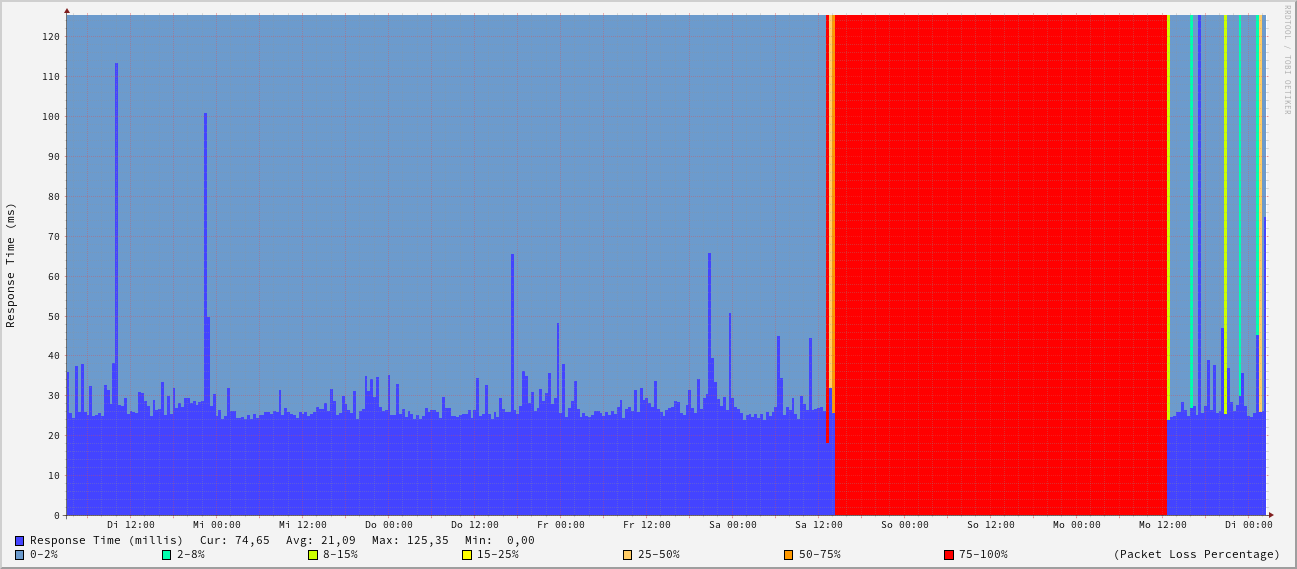 RRDTOOL / TOBI OETIKER
Response Time (ms)
120
110
100
90
80
70
60
50
40
30
20
10
0
Di 12:00 Mi 00:00 Mi 12:00 Do 00:00 Do 12:00 Fr 00:00 Fr 12:00 Sa 00:00 Sa 12:00 So 00:00 So 12:00 Mo 00:00 Mo 12:00 Di 00:00
Response Time (millis) Cur: 74,65 Avg: 21,09 Max: 125,35 Min: 0,00
0-2% 2-8% 8-15% 15-25% 25-50% 50-75% 75-100% (Packet Loss Percentage)